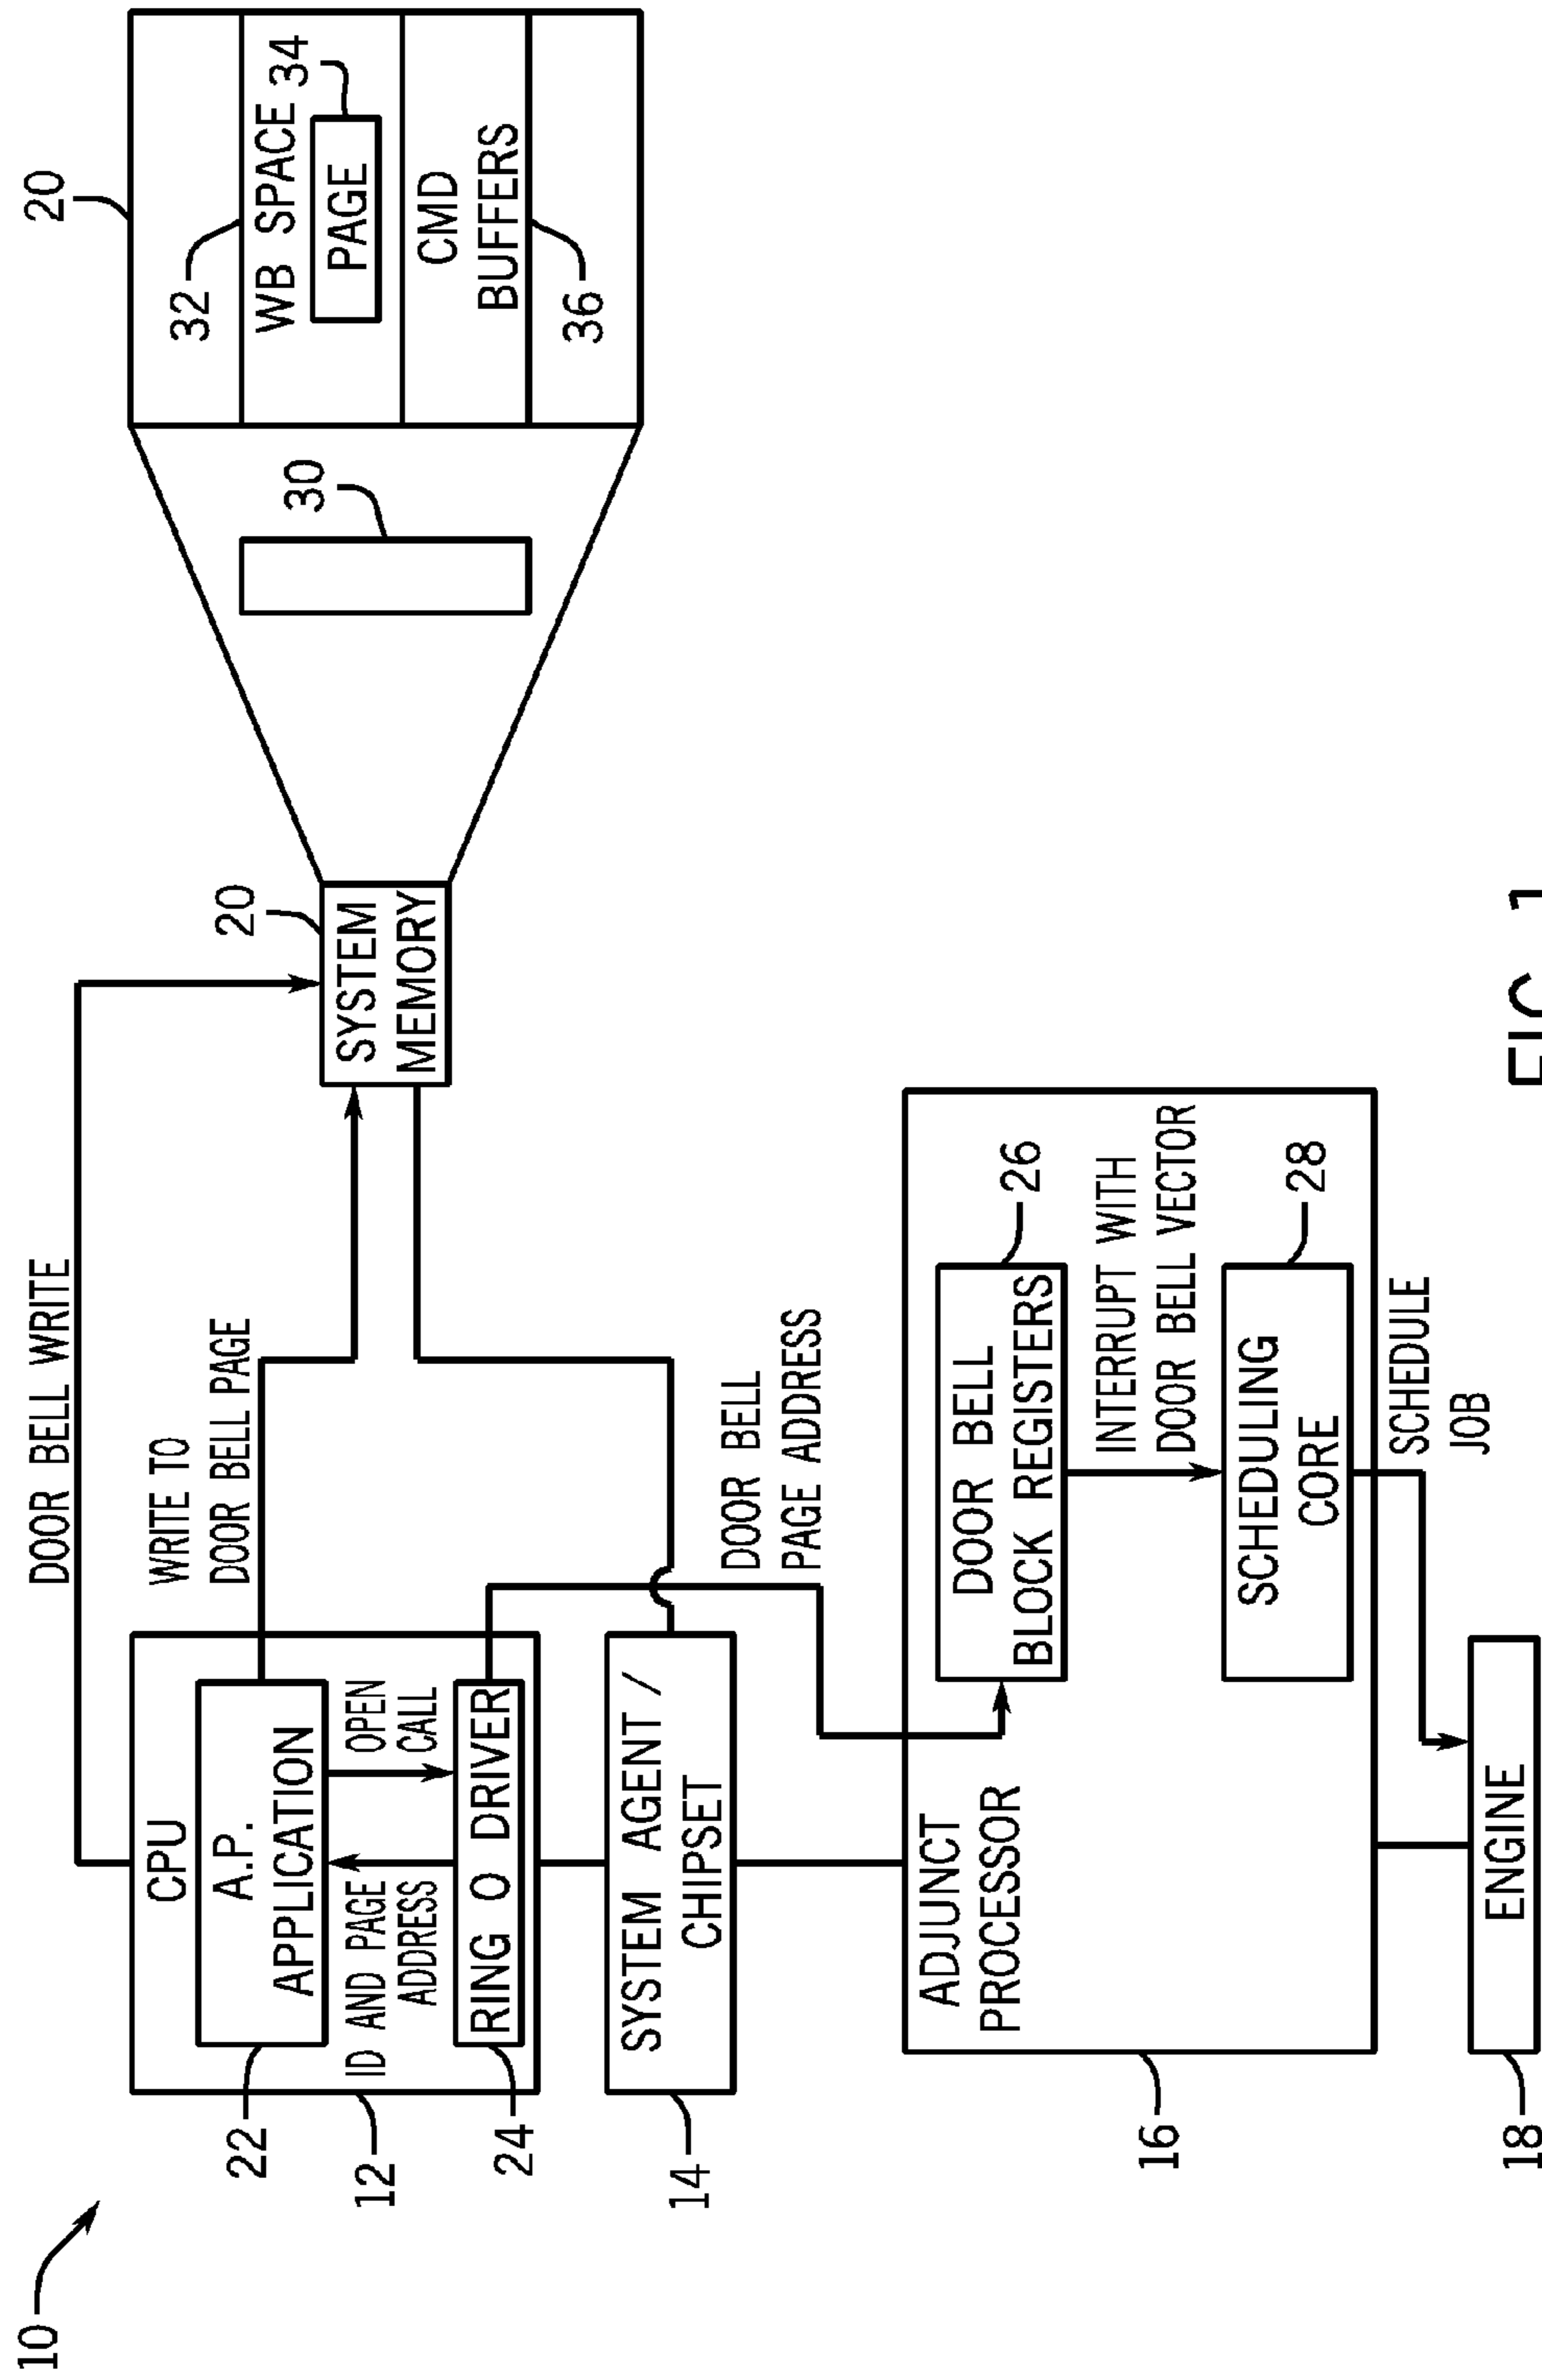 10
DOOR BELL WRITE
WRITE TO
DOOR BELL PAGE
CPU
A.P.
APPLICATION
22
ID AND PAGE
ADDRESS
OPEN
CALL
12
RING O DRIVER
24
SYSTEM AGENT /
CHIPSET
14
DOOR BELL
PAGE ADDRESS
ADJUNCT
PROCESSOR
16
DOOR BELL
BLOCK REGISTERS
26
INTERRUPT WITH
DOOR BELL VECTOR
SCHEDULING
CORE
28
SCHEDULE
JOB
ENGINE
18
20
SYSTEM
MEMORY
30
20
32
WB SPACE
34
PAGE
CMD
BUFFERS
36